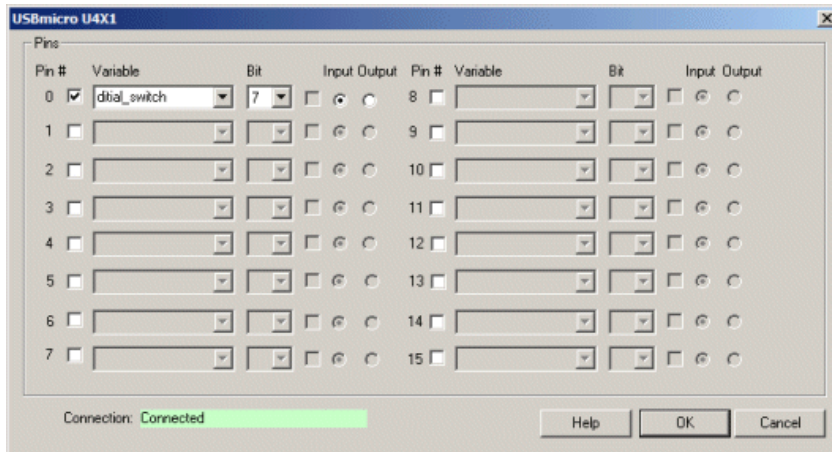 USBmicro U4X1
Pins
Pin # Variable Bit Input Output Pin # Variable Bit Input Output
0 ditial_switch 7 8
1 9
2 10
3 11
4 12
5 13
6 14
7 15
Connection: Connected Help OK Cancel